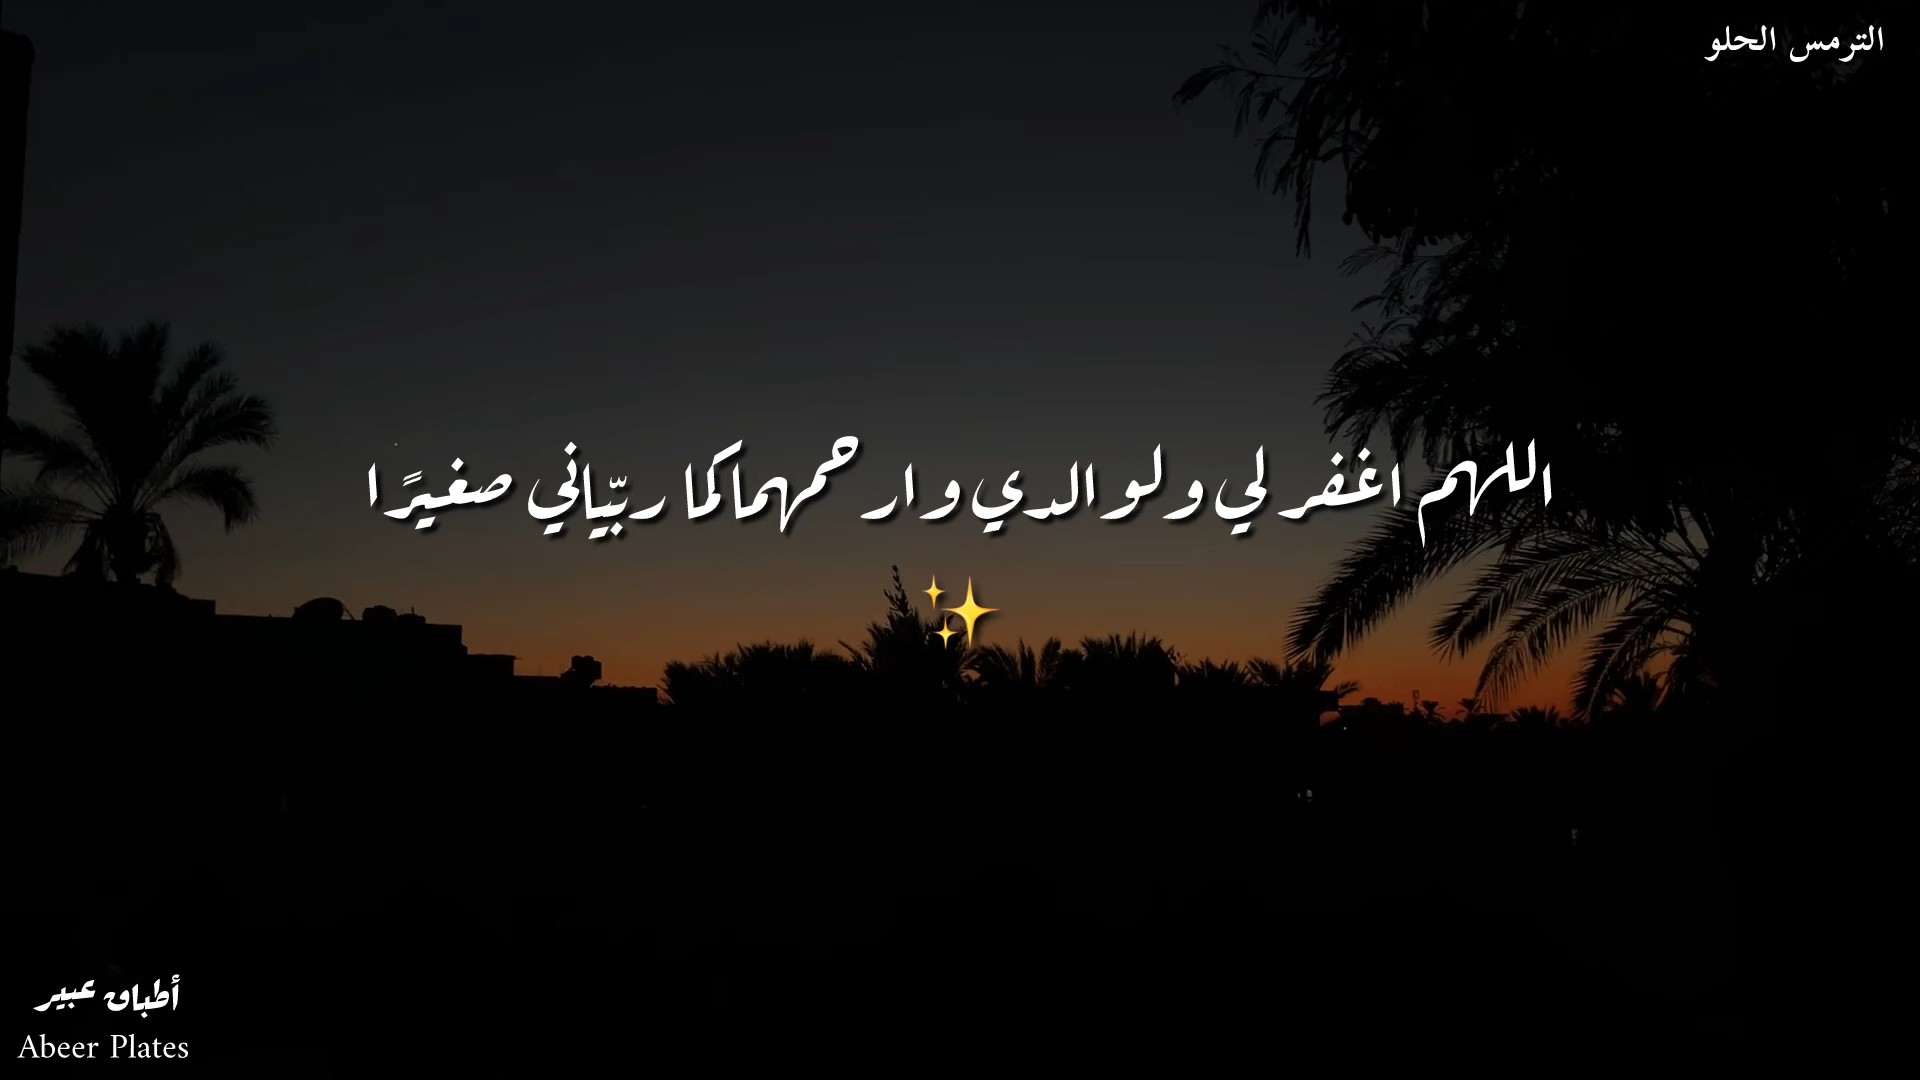 الترمس الحلو
اللهم اغفر لي ولوالدي وارحمهما كما ربّياني صغيرًا
✨
أطباق عبير
Abeer Plates